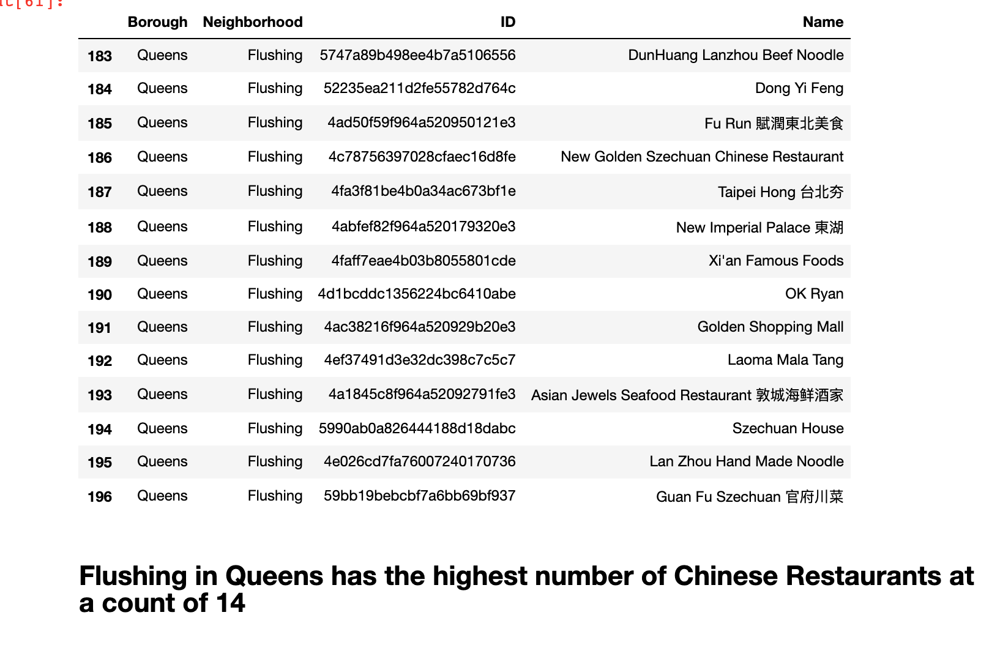 Borough Neighborhood ID Name
183 Queens Flushing 5747a89b498ee4b7a5106556 DunHuang Lanzhou Beef Noodle
184 Queens Flushing 52235ea211d2fe55782d764c Dong Yi Feng
185 Queens Flushing 4ad50f59f964a520950121e3 Fu Run 賦潤東北美食
186 Queens Flushing 4c78756397028cfaec16d8fe New Golden Szechuan Chinese Restaurant
187 Queens Flushing 4fa3f81be4b0a34ac673bf1e Taipei Hong 台北夯
188 Queens Flushing 4abfef82f964a520179320e3 New Imperial Palace 東湖
189 Queens Flushing 4faff7eae4b03b8055801cde Xi'an Famous Foods
190 Queens Flushing 4d1bcddc1356224bc6410abe OK Ryan
191 Queens Flushing 4ac38216f964a520929b20e3 Golden Shopping Mall
192 Queens Flushing 4ef37491d3e32dc398c7c5c7 Laoma Mala Tang
193 Queens Flushing 4a1845c8f964a52092791fe3 Asian Jewels Seafood Restaurant 敦城海鲜酒家
194 Queens Flushing 5990ab0a826444188d18dabc Szechuan House
195 Queens Flushing 4e026cd7fa76007240170736 Lan Zhou Hand Made Noodle
196 Queens Flushing 59bb19bebcbf7a6bb69bf937 Guan Fu Szechuan 官府川菜
Flushing in Queens has the highest number of Chinese Restaurants at
a count of 14